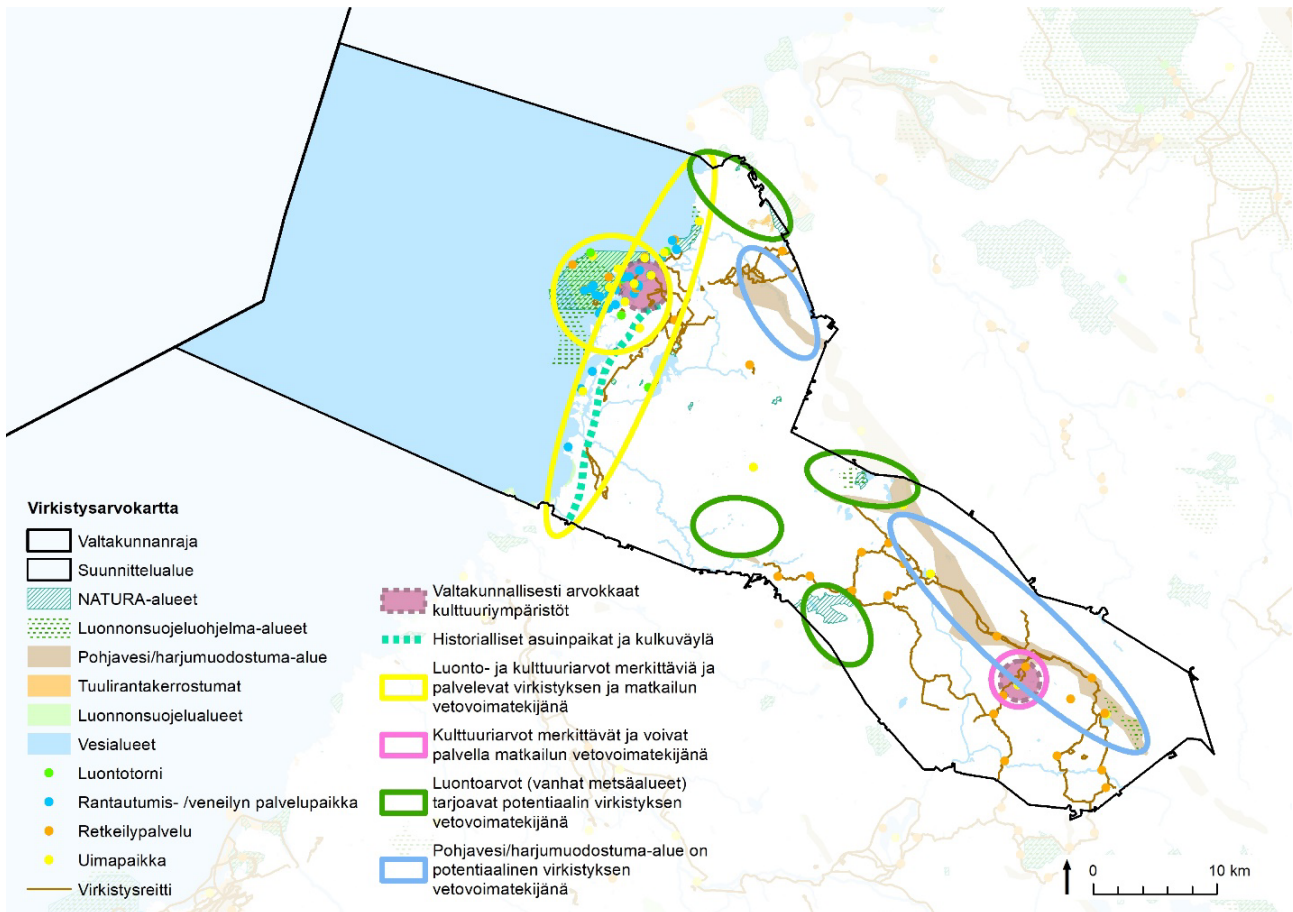 Virkistysarvokartta
Valtakunnanraja
Suunnittelualue
NATURA-alueet
Luonnonsuojeluohjelma-alueet
Pohjavesi/harjumuodostuma-alue
Tuulirantakerrostumat
Luonnonsuojelualueet
Vesialueet
Luontotorni
Rantautumis- /veneilyn palvelupaikka
Retkeilypalvelu
Uimapaikka
Virkistysreitti
Valtakunnallisesti arvokkaat
kulttuuriympäristöt
Historialliset asuinpaikat ja kulkuväylä
Luonto- ja kulttuuriarvot merkittäviä ja
palvelevat virkistyksen ja matkailun
vetovoimatekijänä
Kulttuuriarvot merkittävät ja voivat
palvella matkailun vetovoimatekijänä
Luontoarvot (vanhat metsäalueet)
tarjoavat potentiaalin virkistyksen
vetovoimatekijänä
Pohjavesi/harjumuodostuma-alue on
potentiaalinen virkistyksen
vetovoimatekijänä
0 10 km